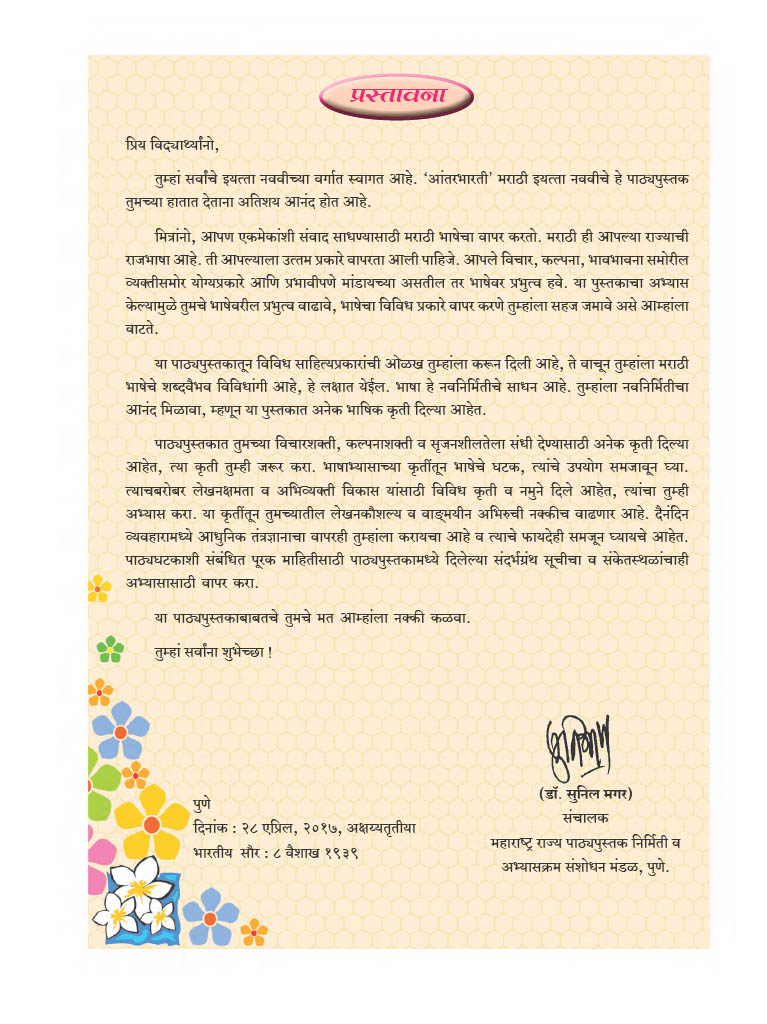 प्रस्तावना
प्रिय विद्यार्थ्यांनो,
तुम्हां सर्वांचे इयत्ता नववीच्या वर्गात स्वागत आहे. ‘आंतरभारती’ मराठी इयत्ता नववीचे हे पाठ्यपुस्तक
तुमच्या हातात देताना अतिशय आनंद होत आहे.
मित्रांनो, आपण एकमेकांशी संवाद साधण्यासाठी मराठी भाषेचा वापर करतो. मराठी ही आपल्या राज्याची
राजभाषा आहे. ती आपल्याला उत्तम प्रकारे वापरता आली पाहिजे. आपले विचार, कल्पना, भावभावना समोरील
व्यक्तीसमोर योग्यप्रकारे आणि प्रभावीपणे मांडायच्या असतील तर भाषेवर प्रभुत्व हवे. या पुस्तकाचा अभ्यास
केल्यामुळे तुमचे भाषेवरील प्रभुत्व वाढावे, भाषेचा विविध प्रकारे वापर करणे तुम्हांला सहज जमावे असे आम्हांला
वाटते.
या पाठ्यपुस्तकातून विविध साहित्यप्रकारांची ओळख तुम्हांला करून दिली आहे, ते वाचून तुम्हांला मराठी
भाषेचे शब्दवैभव विविधांगी आहे, हे लक्षात येईल. भाषा हे नवनिर्मितीचे साधन आहे. तुम्हांला नवनिर्मितीचा
आनंद मिळावा, म्हणून या पुस्तकात अनेक भाषिक कृती दिल्या आहेत.
पाठ्यपुस्तकात तुमच्या विचारशक्ती, कल्पनाशक्ती व सृजनशीलतेला संधी देण्यासाठी अनेक कृती दिल्या
आहेत, त्या कृती तुम्ही जरूर करा. भाषाभ्यासाच्या कृतींतून भाषेचे घटक, त्यांचे उपयोग समजावून घ्या.
त्याचबरोबर लेखनक्षमता व अभिव्यक्ती विकास यांसाठी विविध कृती व नमुने दिले आहेत, त्यांचा तुम्ही
अभ्यास करा. या कृतींतून तुमच्यातील लेखनकौशल्य व वाङ्‌मयीन अभिरुची नक्कीच वाढणार आहे. दैनंदिन
व्यवहारामध्ये आधुनिक तंत्रज्ञानाचा वापरही तुम्हांला करायचा आहे व त्याचे फायदेही समजून घ्यायचे आहेत.
पाठ्यघटकाशी संबंधित पूरक माहितीसाठी पाठ्यपुस्तकामध्ये दिलेल्या संदर्भग्रंथ सूचीचा व संकेतस्थळांचाही
अभ्यासासाठी वापर करा.
या पाठ्यपुस्तकाबाबतचे तुमचे मत आम्हांला नक्की कळवा.
तुम्हां सर्वांना शुभेच्छा !
(डॉ. सुनिल मगर)
संचालक
महाराष्ट्र राज्य पाठ्यपुस्तक निर्मिती व
अभ्यासक्रम संशोधन मंडळ, पुणे.
पुणे
दिनांक : २८ एप्रिल, २०१७, अक्षय्यतृतीया
भारतीय सौर : ८ वैशाख १९३९